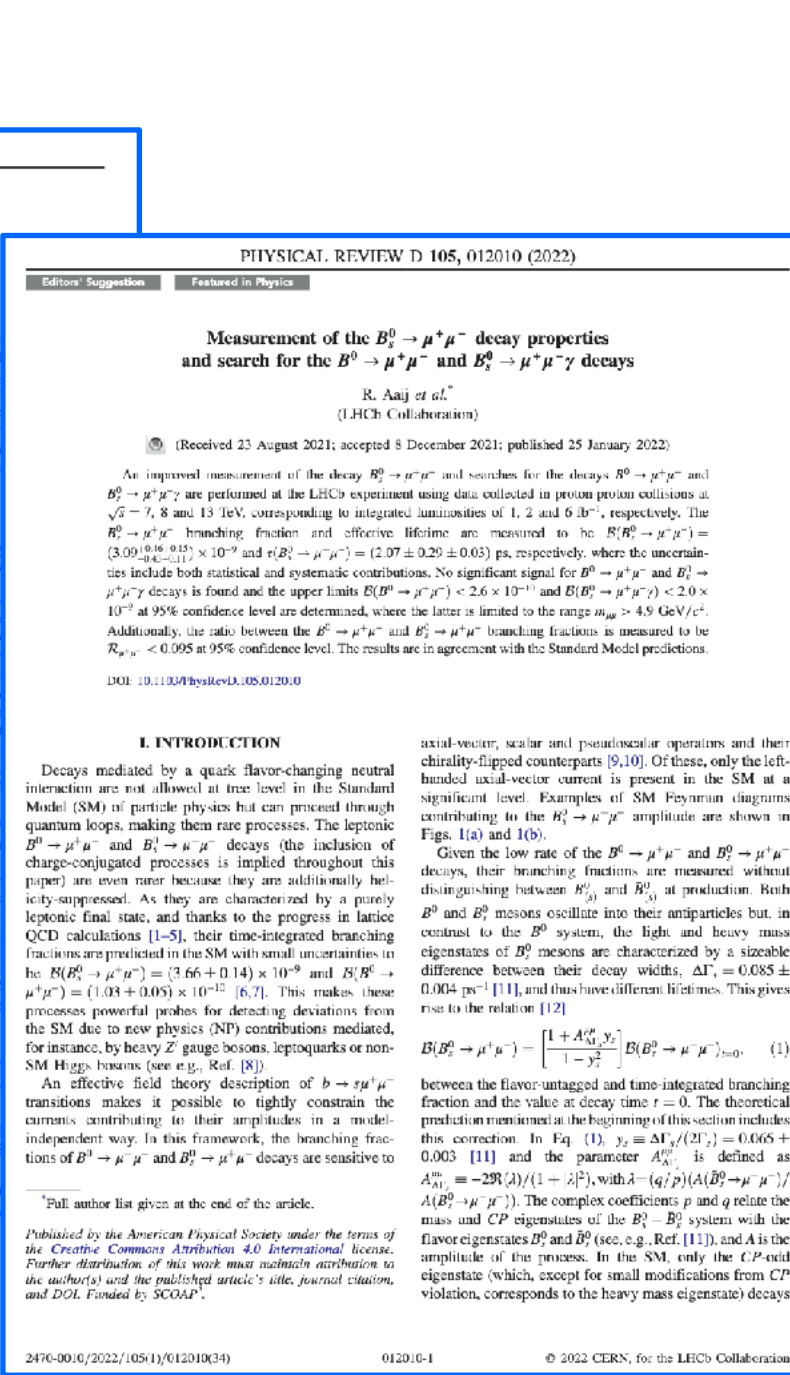 PHYSICAL REVIEW D 105, 012010 (2022)
Editors' Suggestion
Featured in Physics
Measurement of the B⁰ₛ → μ⁺μ⁻ decay properties
and search for the B⁰ → μ⁺μ⁻ and B⁰ₛ → μ⁺μ⁻γ decays
R. Aaij et al.*
(LHCb Collaboration)
(Received 23 August 2021; accepted 8 December 2021; published 25 January 2022)
An improved measurement of the decay B⁰ₛ → μ⁺μ⁻ and searches for the decays B⁰ → μ⁺μ⁻ and
B⁰ₛ → μ⁺μ⁻γ are performed at the LHCb experiment using data collected in proton proton collisions at
√s = 7, 8 and 13 TeV, corresponding to integrated luminosities of 1, 2 and 6 fb⁻¹, respectively. The
B⁰ₛ → μ⁺μ⁻ branching fraction and effective lifetime are measured to be B(B⁰ₛ → μ⁺μ⁻) =
(3.09 +0.46 +0.15 −0.43 −0.11) × 10⁻⁹ and τ(B⁰ₛ → μ⁺μ⁻) = (2.07 ± 0.29 ± 0.03) ps, respectively, where the uncertain-
ties include both statistical and systematic contributions. No significant signal for B⁰ → μ⁺μ⁻ and B⁰ₛ →
μ⁺μ⁻γ decays is found and the upper limits B(B⁰ → μ⁺μ⁻) < 2.6 × 10⁻¹⁰ and B(B⁰ₛ → μ⁺μ⁻γ) < 2.0 ×
10⁻⁹ at 95% confidence level are determined, where the latter is limited to the range m_μμ > 4.9 GeV/c².
Additionally, the ratio between the B⁰ → μ⁺μ⁻ and B⁰ₛ → μ⁺μ⁻ branching fractions is measured to be
R_μ⁺μ⁻ < 0.095 at 95% confidence level. The results are in agreement with the Standard Model predictions.
DOI: 10.1103/PhysRevD.105.012010
I. INTRODUCTION
Decays mediated by a quark flavor-changing neutral
interaction are not allowed at tree level in the Standard
Model (SM) of particle physics but can proceed through
quantum loops, making them rare processes. The leptonic
B⁰ → μ⁺μ⁻ and B⁰ₛ → μ⁺μ⁻ decays (the inclusion of
charge-conjugated processes is implied throughout this
paper) are even rarer because they are additionally hel-
icity-suppressed. As they are characterized by a purely
leptonic final state, and thanks to the progress in lattice
QCD calculations [1–5], their time-integrated branching
fractions are predicted in the SM with small uncertainties to
be B(B⁰ₛ → μ⁺μ⁻) = (3.66 ± 0.14) × 10⁻⁹ and B(B⁰ →
μ⁺μ⁻) = (1.03 ± 0.05) × 10⁻¹⁰ [6,7]. This makes these
processes powerful probes for detecting deviations from
the SM due to new physics (NP) contributions mediated,
for instance, by heavy Z′ gauge bosons, leptoquarks or non-
SM Higgs bosons (see e.g., Ref. [8]).
An effective field theory description of b → sμ⁺μ⁻
transitions makes it possible to tightly constrain the
currents contributing to their amplitudes in a model-
independent way. In this framework, the branching frac-
tions of B⁰ → μ⁺μ⁻ and B⁰ₛ → μ⁺μ⁻ decays are sensitive to
*Full author list given at the end of the article.
Published by the American Physical Society under the terms of
the Creative Commons Attribution 4.0 International license.
Further distribution of this work must maintain attribution to
the author(s) and the published article's title, journal citation,
and DOI. Funded by SCOAP³.
axial-vector, scalar and pseudoscalar operators and their
chirality-flipped counterparts [9,10]. Of these, only the left-
handed axial-vector current is present in the SM at a
significant level. Examples of SM Feynman diagrams
contributing to the B⁰ₛ → μ⁺μ⁻ amplitude are shown in
Figs. 1(a) and 1(b).
Given the low rate of the B⁰ → μ⁺μ⁻ and B⁰ₛ → μ⁺μ⁻
decays, their branching fractions are measured without
distinguishing between B⁰₍ₛ₎ and B̄⁰₍ₛ₎ at production. Both
B⁰ and B⁰ₛ mesons oscillate into their antiparticles but, in
contrast to the B⁰ system, the light and heavy mass
eigenstates of B⁰ₛ mesons are characterized by a sizeable
difference between their decay widths, ΔΓₛ = 0.085 ±
0.004 ps⁻¹ [11], and thus have different lifetimes. This gives
rise to the relation [12]
B(B⁰ₛ → μ⁺μ⁻) = [(1 + A^μμ_ΔΓₛ yₛ)/(1 − yₛ²)] B(B⁰ₛ → μ⁺μ⁻)ₜ₌₀, (1)
between the flavor-untagged and time-integrated branching
fraction and the value at decay time t = 0. The theoretical
prediction mentioned at the beginning of this section includes
this correction. In Eq. (1), yₛ ≡ ΔΓₛ/(2Γₛ) = 0.065 ±
0.003 [11] and the parameter A^μμ_ΔΓₛ is defined as
A^μμ_ΔΓₛ ≡ −2ℜ(λ)/(1 + |λ|²), with λ = (q/p)(A(B̄⁰ₛ→μ⁺μ⁻)/
A(B⁰ₛ→μ⁺μ⁻)). The complex coefficients p and q relate the
mass and CP eigenstates of the B⁰ₛ − B̄⁰ₛ system with the
flavor eigenstates B⁰ₛ and B̄⁰ₛ (see, e.g., Ref. [11]), and A is the
amplitude of the process. In the SM, only the CP-odd
eigenstate (which, except for small modifications from CP
violation, corresponds to the heavy mass eigenstate) decays
2470-0010/2022/105(1)/012010(34)
012010-1
© 2022 CERN, for the LHCb Collaboration